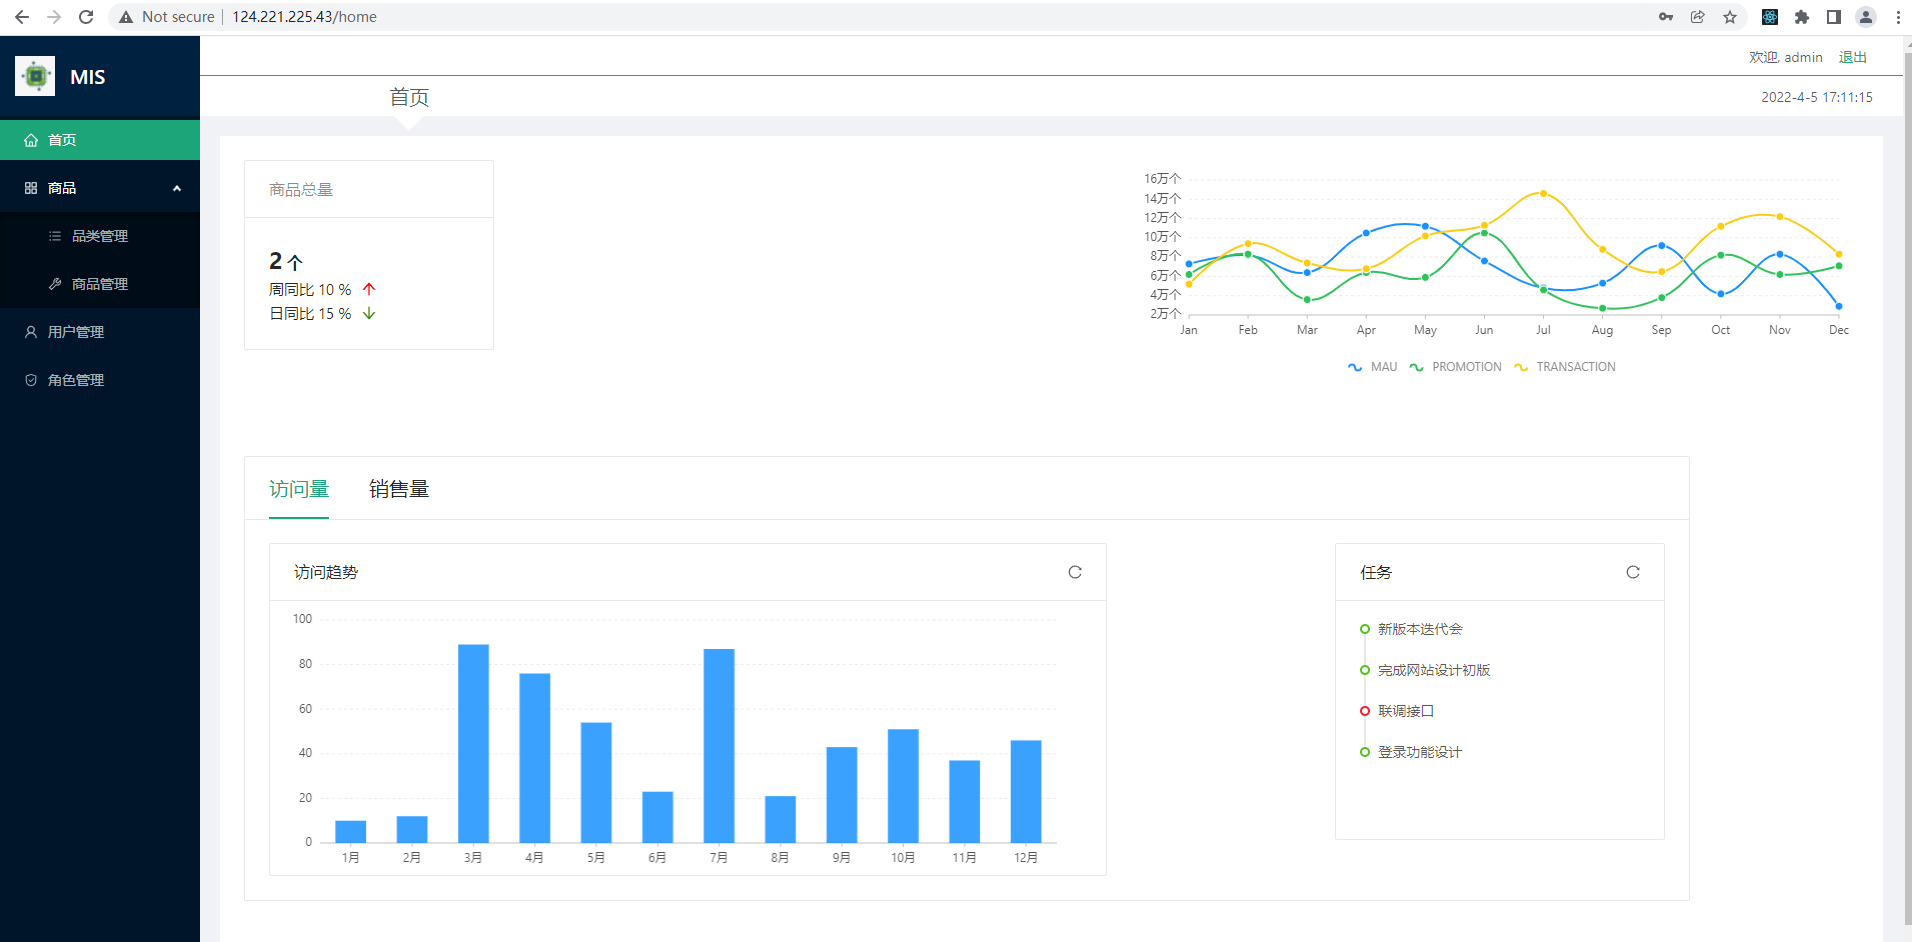 Not secure | 124.221.225.43/home
MIS
首页
商品
品类管理
商品管理
用户管理
角色管理
欢迎, admin 退出
首页
2022-4-5 17:11:15
商品总量
2 个
周同比 10 %
日同比 15 %
16万个
14万个
12万个
10万个
8万个
6万个
4万个
2万个
Jan Feb Mar Apr May Jun Jul Aug Sep Oct Nov Dec
MAU PROMOTION TRANSACTION
访问量 销售量
访问趋势
100
80
60
40
20
0
1月 2月 3月 4月 5月 6月 7月 8月 9月 10月 11月 12月
任务
新版本迭代会
完成网站设计初版
联调接口
登录功能设计